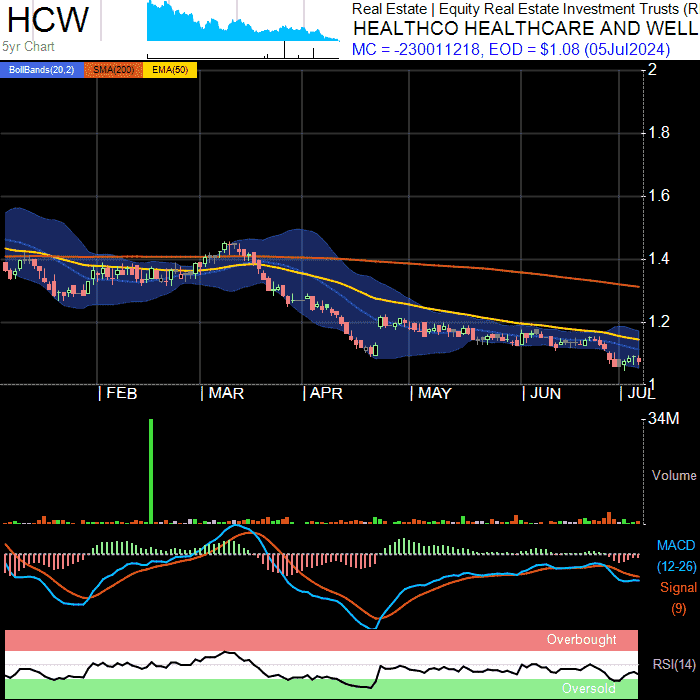 HCW
5yr Chart
Real Estate | Equity Real Estate Investment Trusts (R
HEALTHCO HEALTHCARE AND WELL
MC = -230011218, EOD = $1.08 (05Jul2024)
BollBands(20,2) SMA(200) EMA(50)
2
1.8
1.6
1.4
1.2
1
FEB MAR APR MAY JUN JUL
34M
Volume
MACD
(12-26)
Signal
(9)
Overbought
RSI(14)
Oversold